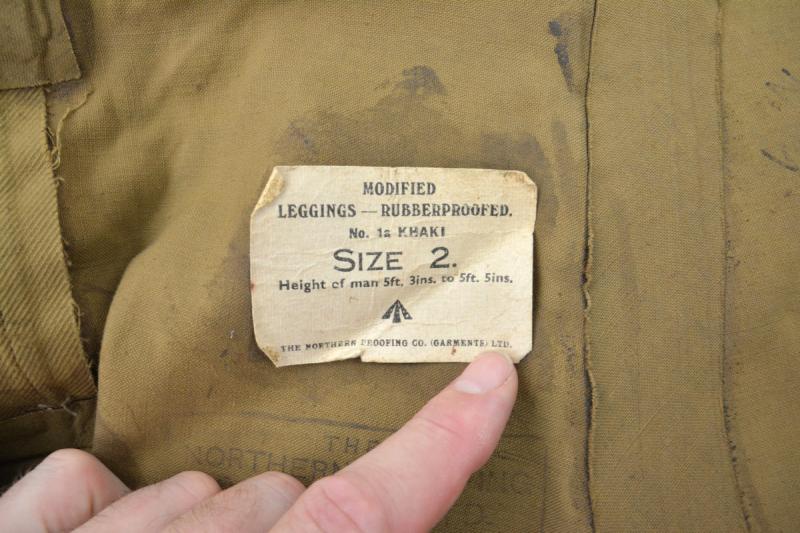 MODIFIED
LEGGINGS — RUBBERPROOFED.
No. 1a KHAKI
SIZE 2.
Height of man 5ft. 3ins. to 5ft. 5ins.
THE NORTHERN PROOFING CO. (GARMENTS) LTD.
THE
NORTHERN